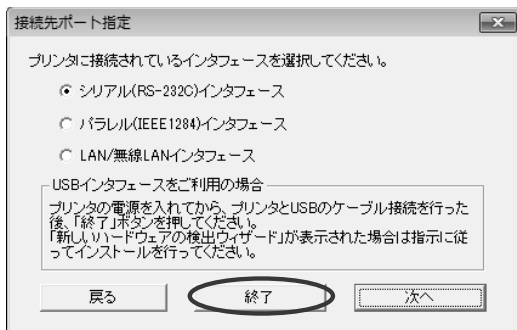 接続先ポート指定
プリンタに接続されているインタフェースを選択してください。
シリアル(RS-232C)インタフェース
パラレル(IEEE1284)インタフェース
LAN/無線LANインタフェース
USBインタフェースをご利用の場合
プリンタの電源を入れてから、プリンタとUSBのケーブル接続を行った
後、「終了」ボタンを押してください。
「新しいハードウェアの検出ウィザード」が表示された場合は指示に従
ってインストールを行ってください。
戻る 終了 次へ